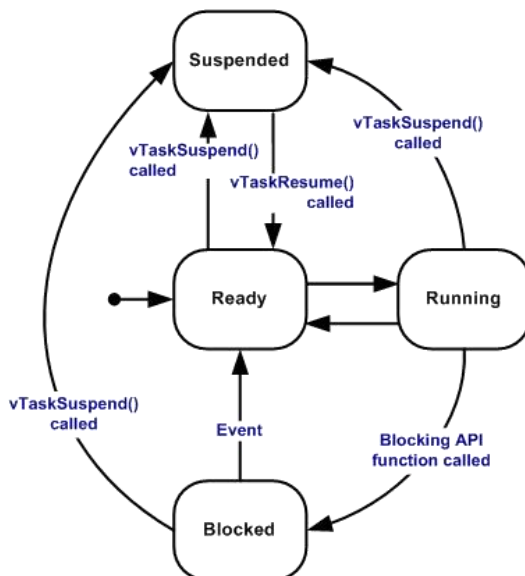 Suspended
vTaskSuspend()
called
vTaskSuspend()
called
vTaskResume()
called
Ready
Running
vTaskSuspend()
called
Event
Blocking API
function called
Blocked